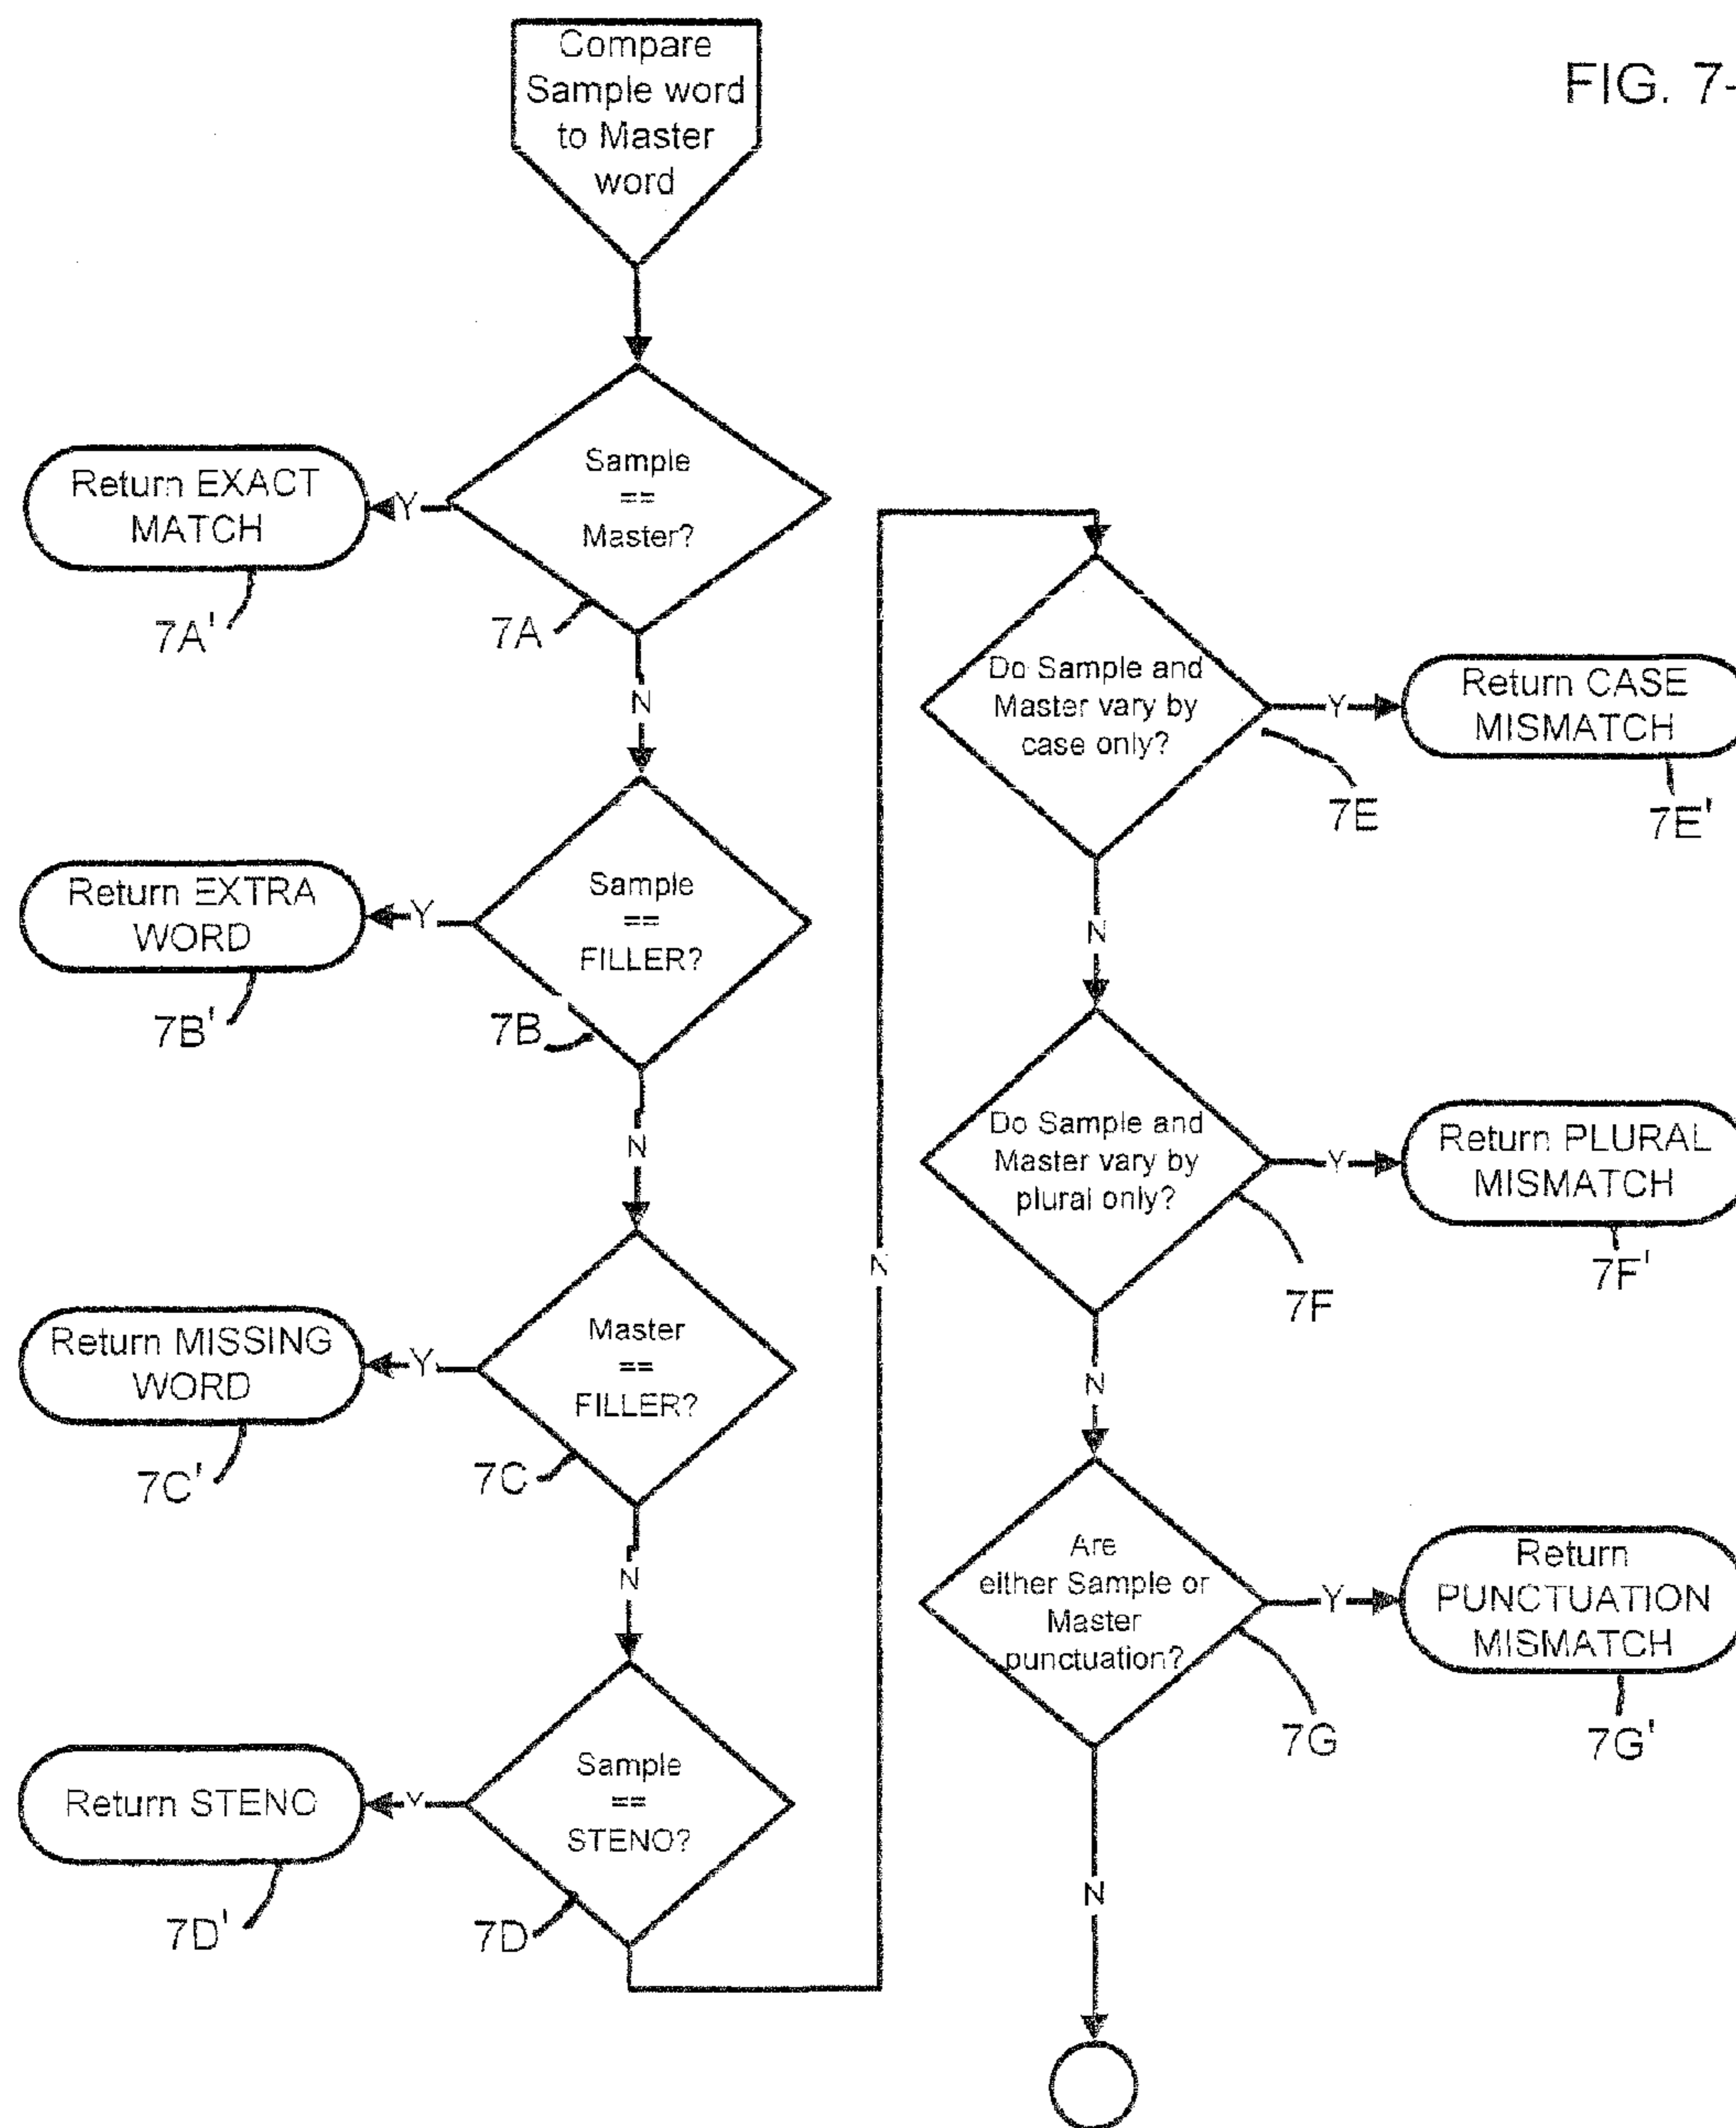 FIG. 7-
Compare
Sample word
to Master
word
Sample
==
Master?
7A
Y
Return EXACT
MATCH
7A'
N
Sample
==
FILLER?
7B
Y
Return EXTRA
WORD
7B'
N
Master
==
FILLER?
7C
Y
Return MISSING
WORD
7C'
N
Sample
==
STENO?
7D
Y
Return STENO
7D'
N
Do Sample and
Master vary by
case only?
7E
Y
Return CASE
MISMATCH
7E'
N
Do Sample and
Master vary by
plural only?
7F
Y
Return PLURAL
MISMATCH
7F'
N
Are
either Sample or
Master
punctuation?
7G
Y
Return
PUNCTUATION
MISMATCH
7G'
N